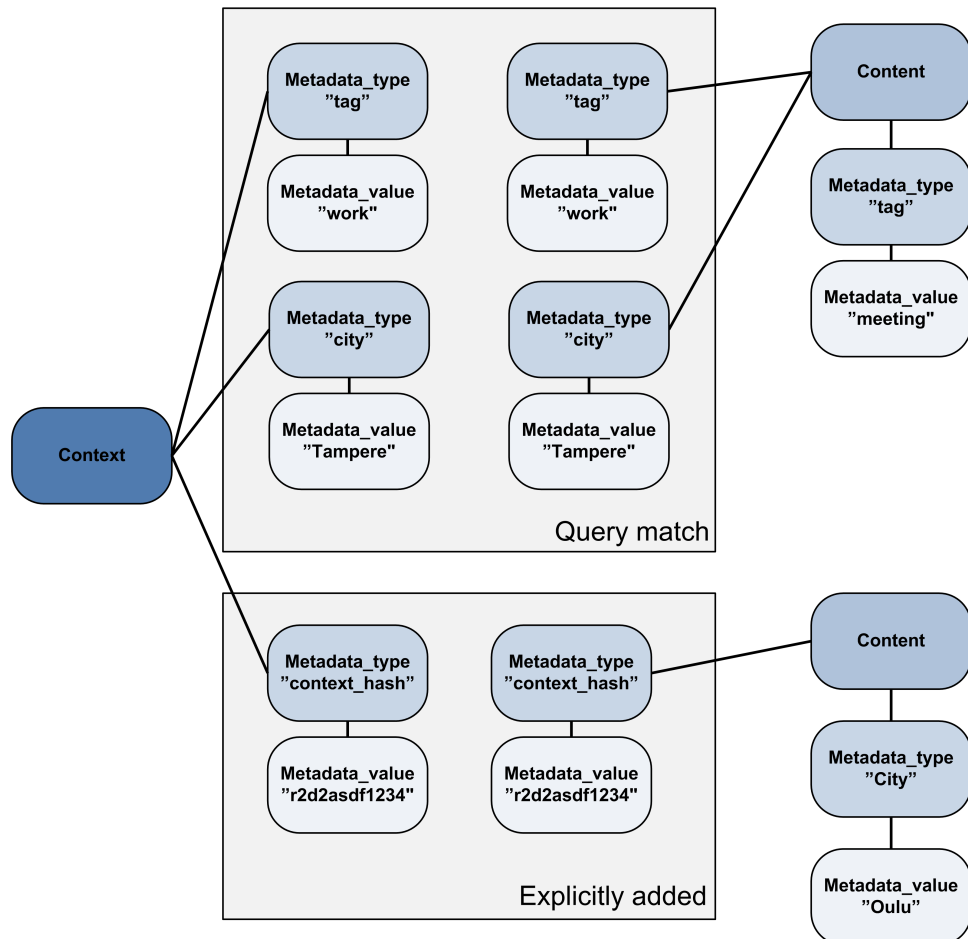 Metadata_type
”tag”
Metadata_value
”work"
Metadata_type
”tag”
Metadata_value
”work"
Content
Metadata_type
”tag”
Metadata_value
”meeting"
Metadata_type
”city”
Metadata_value
”Tampere"
Metadata_type
”city”
Metadata_value
”Tampere"
Context
Query match
Metadata_type
”context_hash”
Metadata_value
”r2d2asdf1234"
Metadata_type
”context_hash”
Metadata_value
”r2d2asdf1234"
Explicitly added
Content
Metadata_type
”City”
Metadata_value
”Oulu”